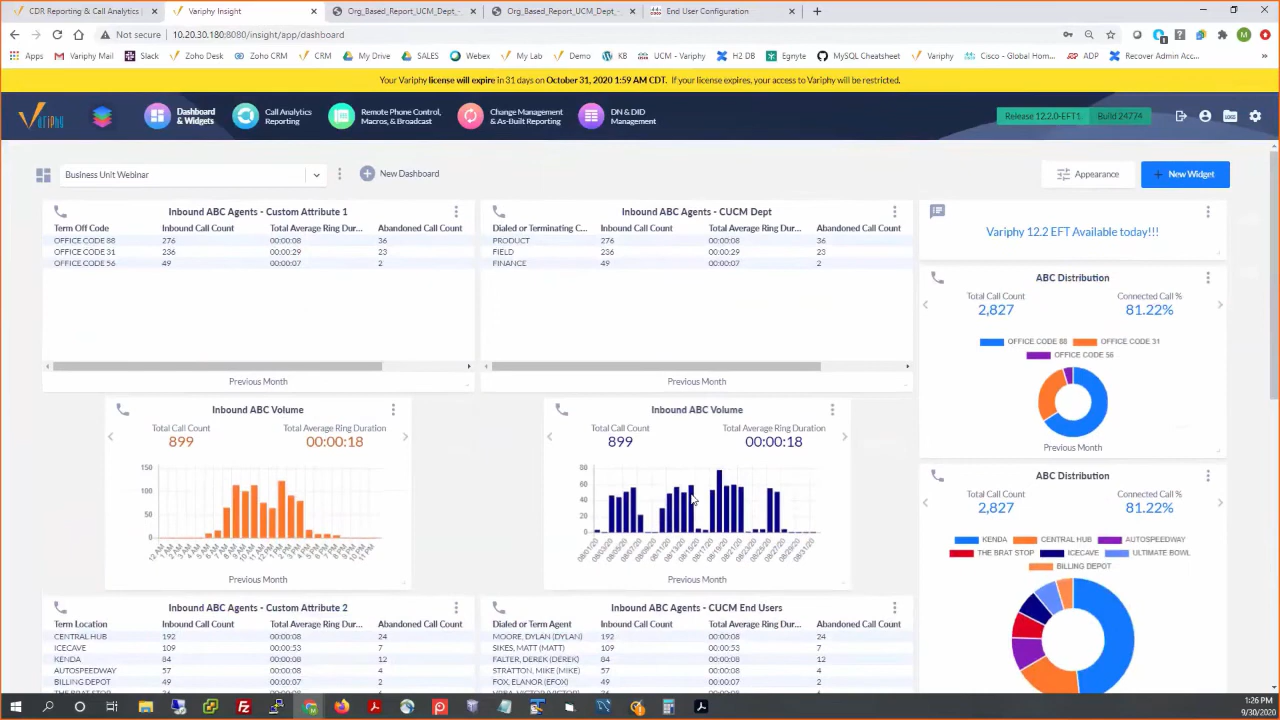 CDR Reporting & Call Analytics
Variphy Insight
Org_Based_Report_UCM_Dept_-
Org_Based_Report_UCM_Dept_-
End User Configuration
Not secure | 10.20.30.180:8080/insight/app/dashboard
Apps Variphy Mail Slack Zoho Desk Zoho CRM CRM My Drive SALES Webex My Lab Demo KB UCM - Variphy H2 DB Egnyte MySQL Cheatsheet Variphy Cisco - Global Hom... ADP Recover Admin Acc...
Your Variphy license will expire in 31 days on October 31, 2020 1:59 AM CDT. If your license expires, your access to Variphy will be restricted.
Variphy
Dashboard & Widgets
Call Analytics Reporting
Remote Phone Control, Macros, & Broadcast
Change Management & As-Built Reporting
DN & DID Management
Release 12.2.0-EFT1 Build 24774
Business Unit Webinar
New Dashboard
Appearance
+ New Widget
Inbound ABC Agents - Custom Attribute 1
Term Off Code Inbound Call Count Total Average Ring Dur... Abandoned Call Count
OFFICE CODE 88 276 00:00:08 36
OFFICE CODE 31 236 00:00:29 23
OFFICE CODE 56 49 00:00:07 2
Previous Month
Inbound ABC Agents - CUCM Dept
Dialed or Terminating C... Inbound Call Count Total Average Ring Dur... Abandoned Call Count
PRODUCT 276 00:00:08 36
FIELD 236 00:00:29 23
FINANCE 49 00:00:07 2
Previous Month
Variphy 12.2 EFT Available today!!!
ABC Distribution
Total Call Count Connected Call %
2,827 81.22%
OFFICE CODE 88 OFFICE CODE 31
OFFICE CODE 56
Previous Month
Inbound ABC Volume
Total Call Count Total Average Ring Duration
899 00:00:18
150
100
50
0
12 AM
Previous Month
Inbound ABC Volume
Total Call Count Total Average Ring Duration
899 00:00:18
80
60
40
20
0
Previous Month
ABC Distribution
Total Call Count Connected Call %
2,827 81.22%
KENDA CENTRAL HUB AUTOSPEEDWAY
THE BRAT STOP ICECAVE ULTIMATE BOWL
BILLING DEPOT
Inbound ABC Agents - Custom Attribute 2
Term Location Inbound Call Count Total Average Ring Dur... Abandoned Call Count
CENTRAL HUB 192 00:00:08 24
ICECAVE 109 00:00:53 7
KENDA 84 00:00:08 12
AUTOSPEEDWAY 57 00:00:08 4
BILLING DEPOT 49 00:00:07 2
Inbound ABC Agents - CUCM End Users
Dialed or Term Agent Inbound Call Count Total Average Ring Dur... Abandoned Call Count
MOORE, DYLAN (DYLAN) 192 00:00:08 24
SIKES, MATT (MATT) 109 00:00:53 7
FALTER, DEREK (DEREK) 84 00:00:08 12
STRATTON, MIKE (MIKE) 57 00:00:08 4
FOX, ELANOR (EFOX) 49 00:00:07 2
1:26 PM
9/30/2020